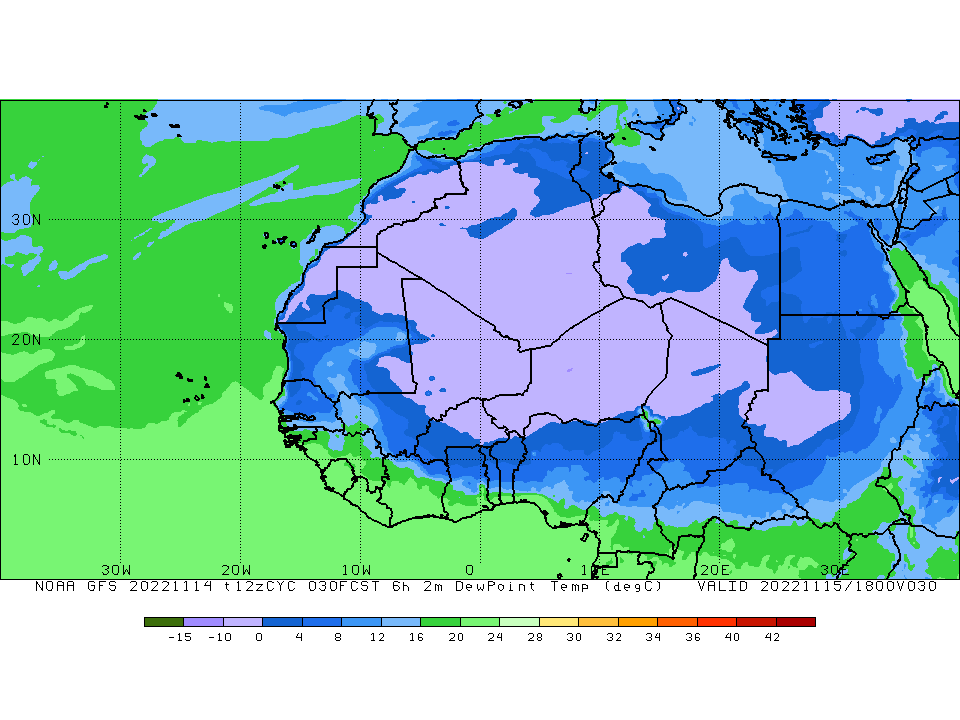 30N
20N
10N
30W 20W 10W 0 10E 20E 30E
NOAA GFS 20221114 t12zCYC 030FCST 6h 2m DewPoint Temp (degC) VALID 20221115/1800V030
-15 -10 0 4 8 12 16 20 24 28 30 32 34 36 40 42